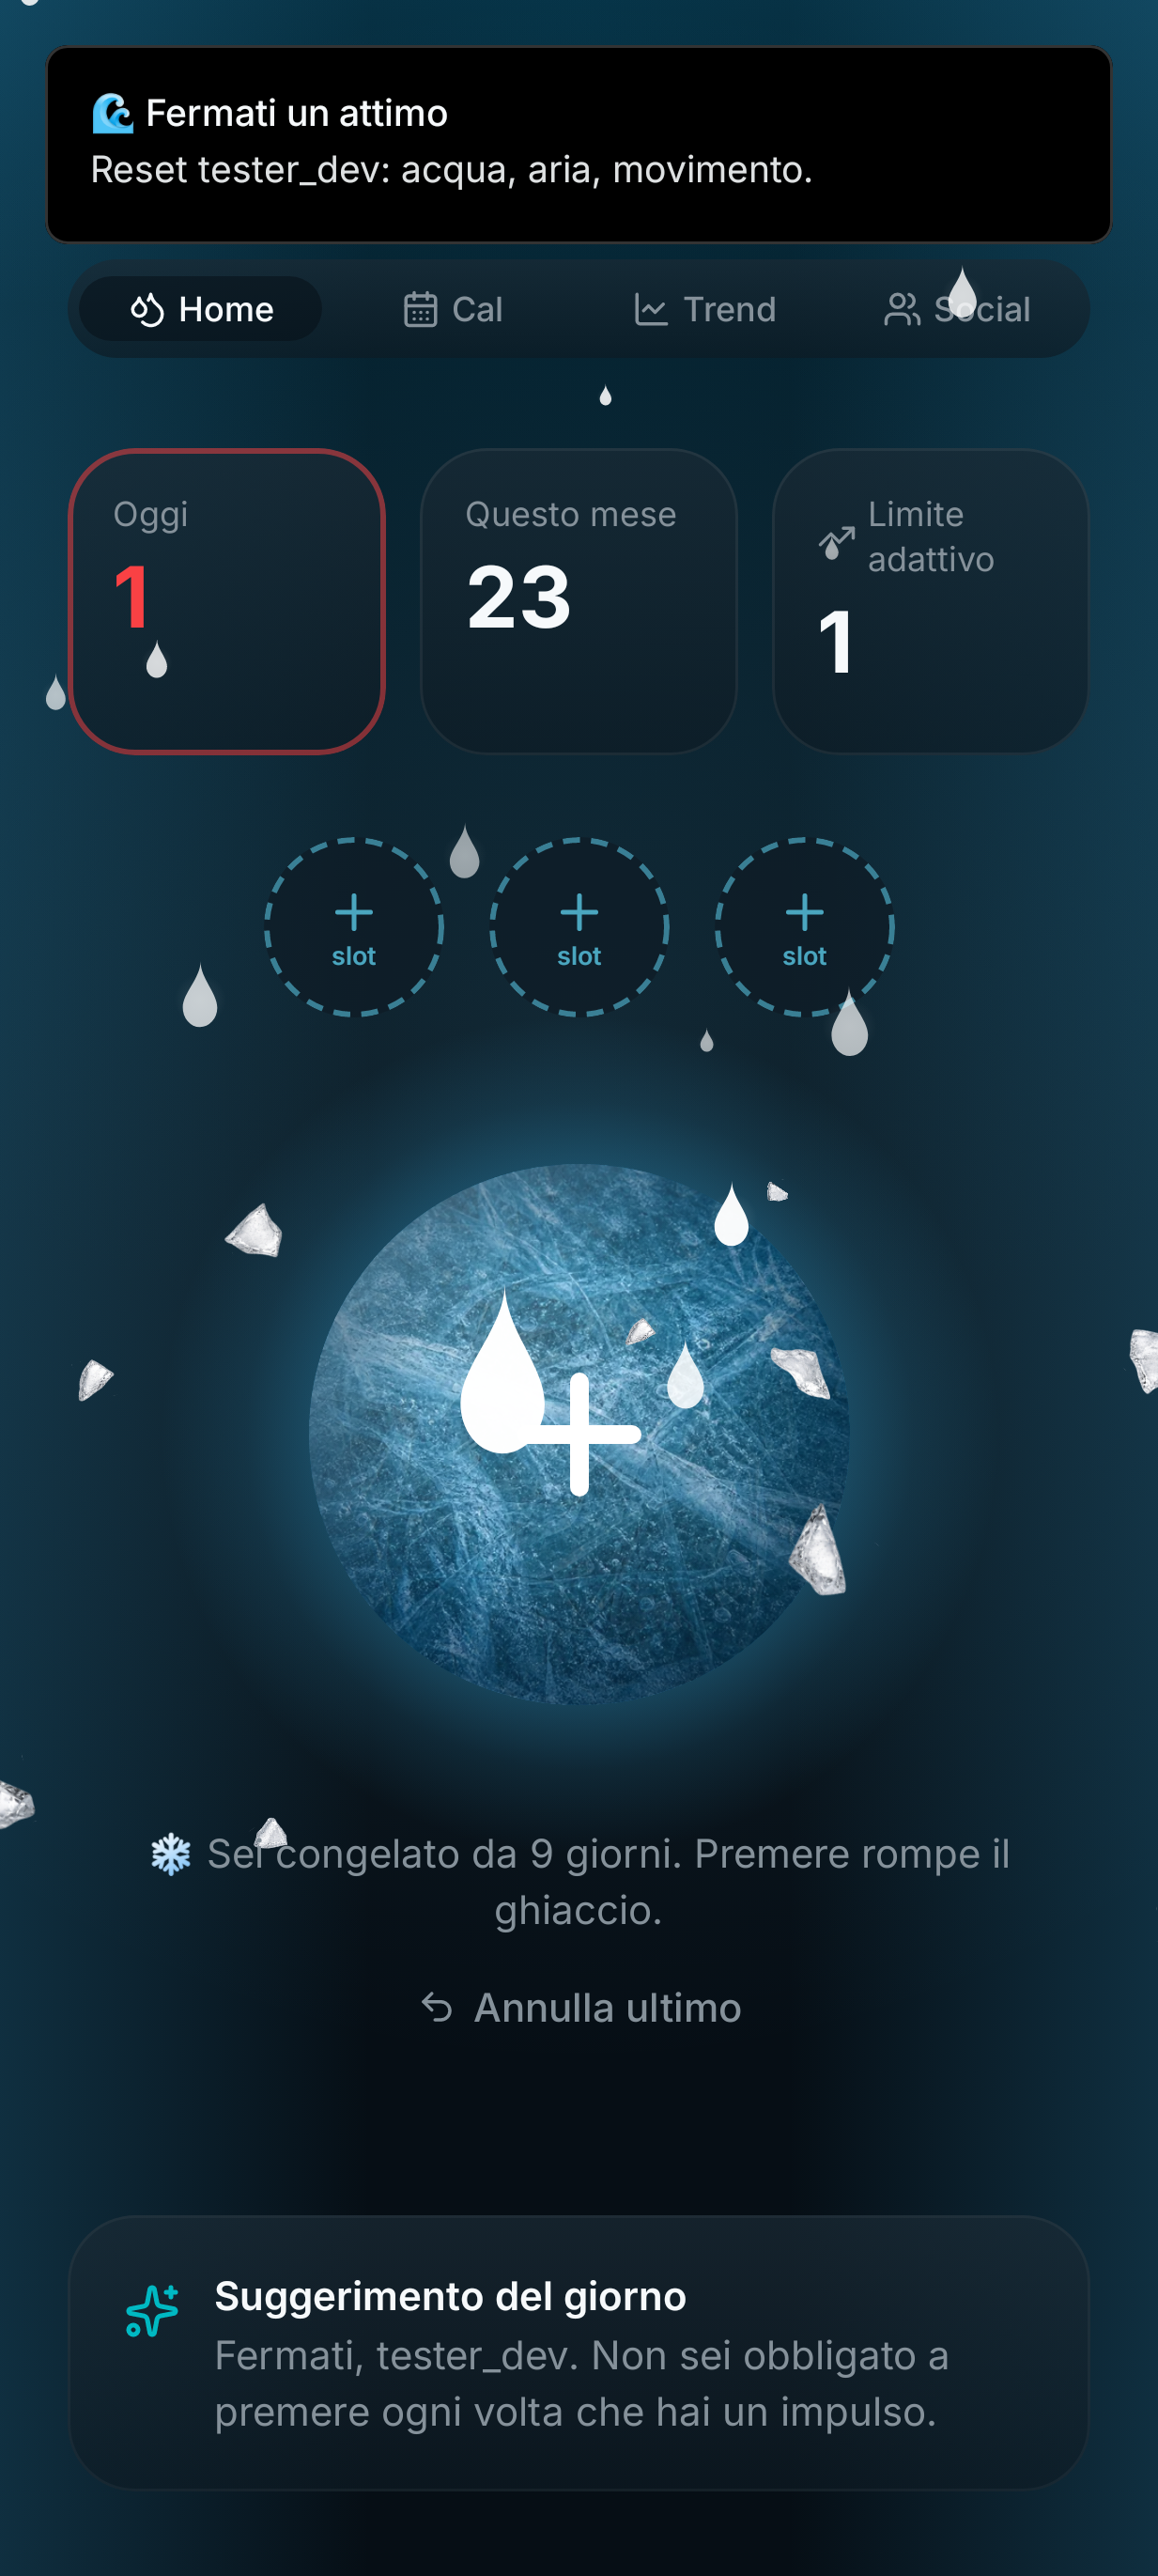 🌊 Fermati un attimo
Reset tester_dev: acqua, aria, movimento.
Home
Cal
Trend
Social
Oggi
1
Questo mese
23
Limite
adattivo
1
slot
slot
slot
❄️ Sei congelato da 9 giorni. Premere rompe il
ghiaccio.
Annulla ultimo
Suggerimento del giorno
Fermati, tester_dev. Non sei obbligato a
premere ogni volta che hai un impulso.